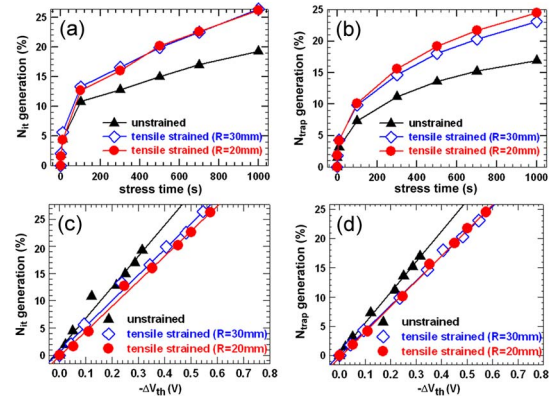 (a)
N_it generation (%)
25
20
15
10
5
0
unstrained
tensile strained (R=30mm)
tensile strained (R=20mm)
0 200 400 600 800 1000
stress time (s)
(b)
N_trap generation (%)
25
20
15
10
5
0
unstrained
tensile strained (R=30mm)
tensile strained (R=20mm)
0 200 400 600 800 1000
stress time (s)
(c)
N_it generation (%)
25
20
15
10
5
0
unstrained
tensile strained (R=30mm)
tensile strained (R=20mm)
0.0 0.1 0.2 0.3 0.4 0.5 0.6 0.7 0.8
-ΔV_th (V)
(d)
N_trap generation (%)
25
20
15
10
5
0
unstrained
tensile strained (R=30mm)
tensile strained (R=20mm)
0.0 0.1 0.2 0.3 0.4 0.5 0.6 0.7 0.8
-ΔV_th (V)